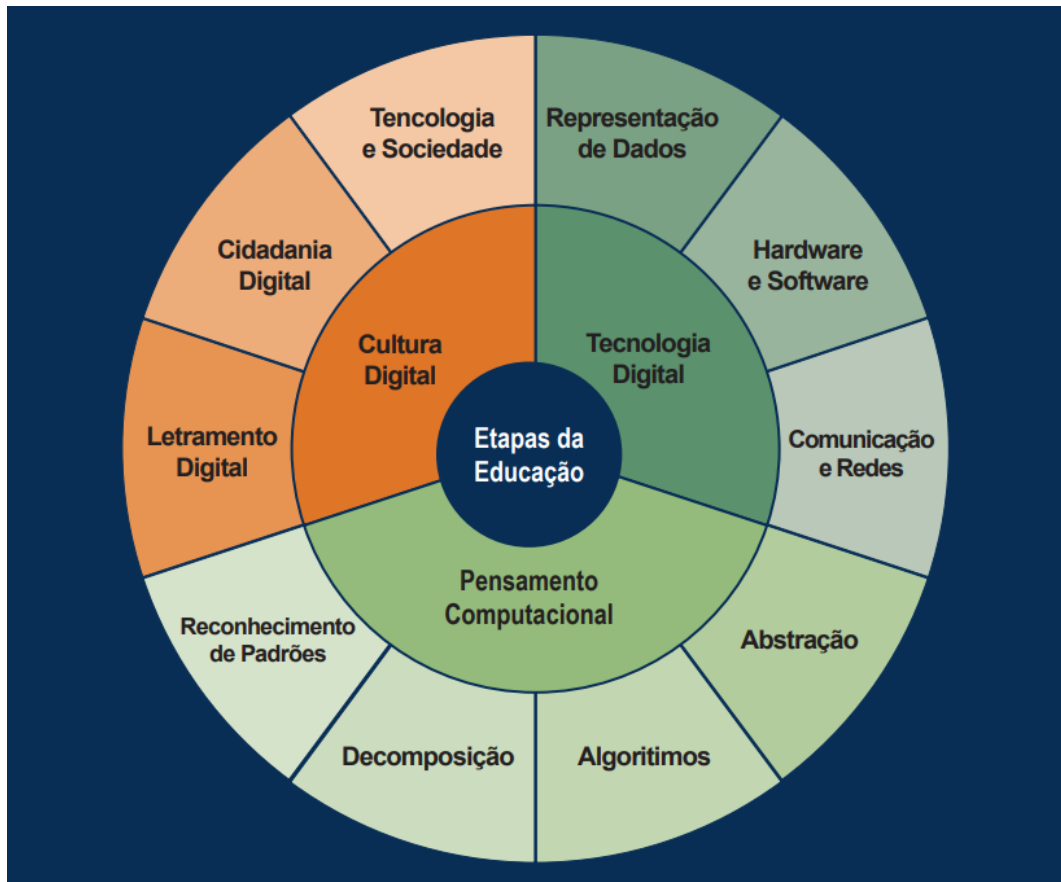 Tencologia
e Sociedade
Representação
de Dados
Cidadania
Digital
Hardware
e Software
Cultura
Digital
Tecnologia
Digital
Letramento
Digital
Etapas da
Educação
Comunicação
e Redes
Pensamento
Computacional
Reconhecimento
de Padrões
Abstração
Decomposição
Algoritimos